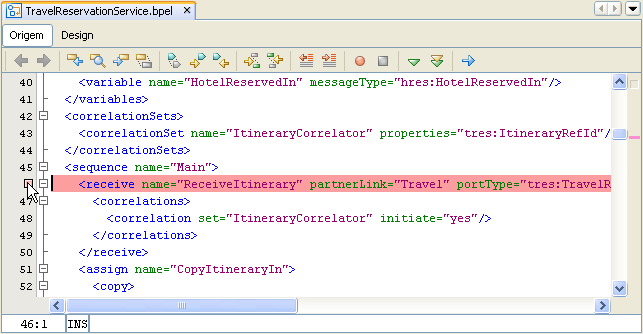 TravelReservationService.bpel
Origem Design
40 <variable name="HotelReservedIn" messageType="hres:HotelReservedIn"/>
41 </variables>
42 <correlationSets>
43 <correlationSet name="ItineraryCorrelator" properties="tres:ItineraryRefId"/
44 </correlationSets>
45 <sequence name="Main">
<receive name="ReceiveItinerary" partnerLink="Travel" portType="tres:TravelR
47 <correlations>
48 <correlation set="ItineraryCorrelator" initiate="yes"/>
49 </correlations>
50 </receive>
51 <assign name="CopyItineraryIn">
52 <copy>
46:1 INS